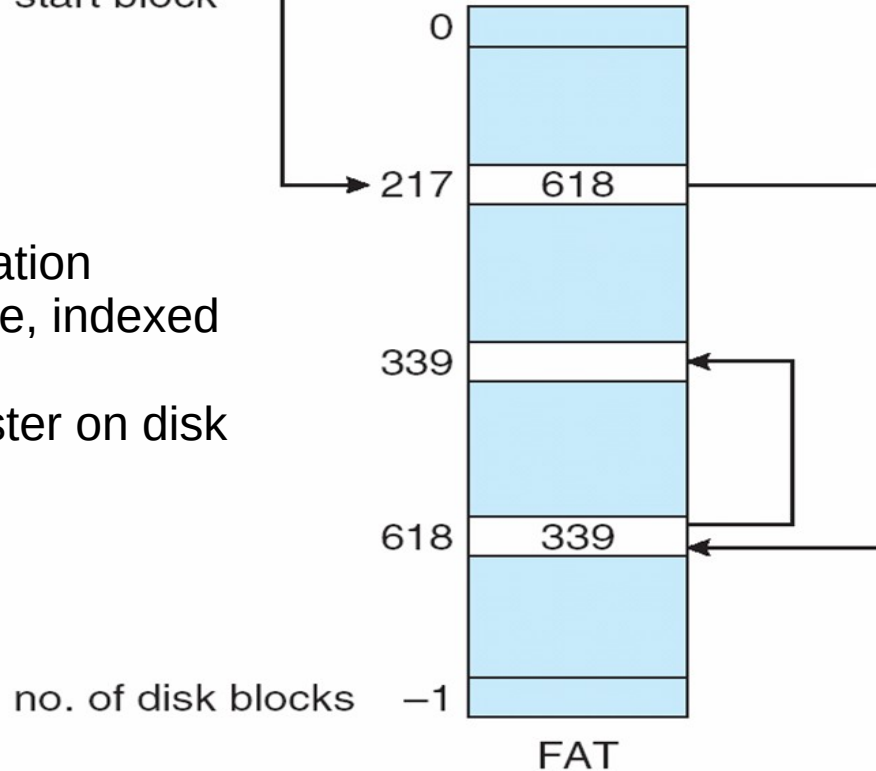 start block
0
217 618
ation
e, indexed
339
ster on disk
618 339
no. of disk blocks –1
FAT